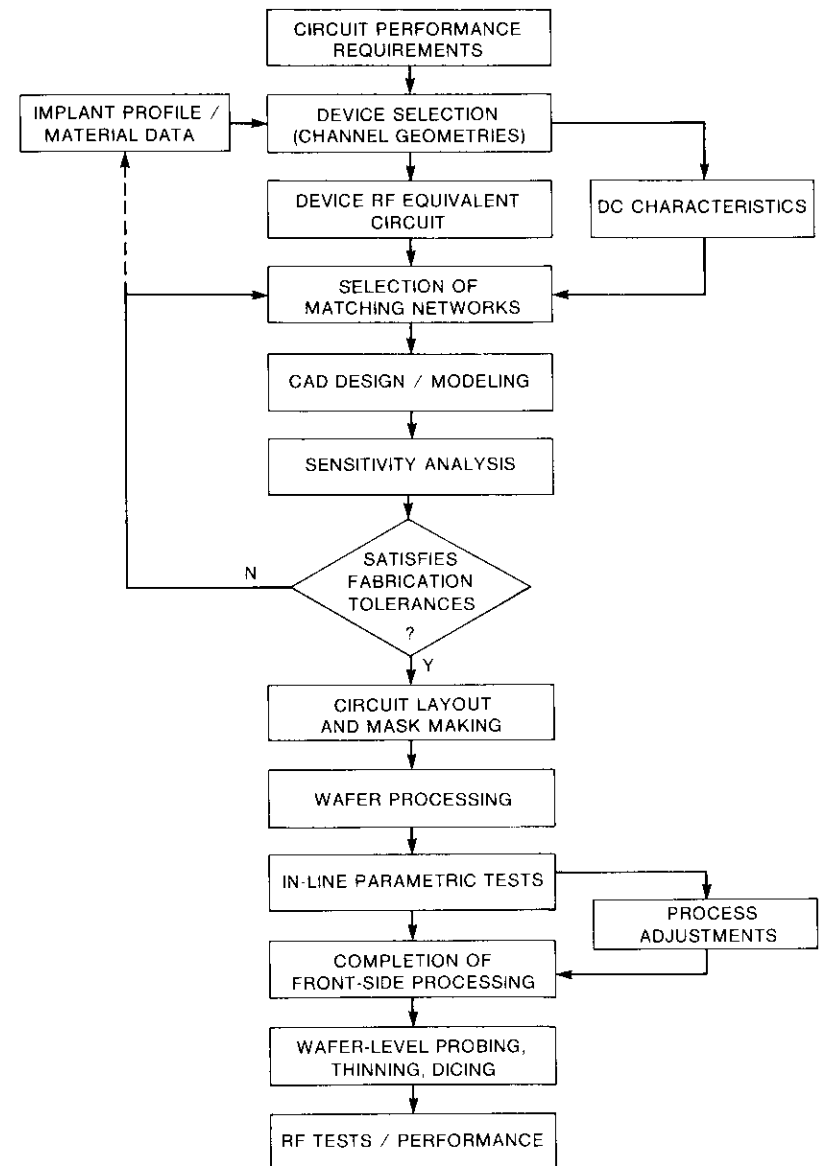 CIRCUIT PERFORMANCE
REQUIREMENTS
IMPLANT PROFILE /
MATERIAL DATA
DEVICE SELECTION
(CHANNEL GEOMETRIES)
DEVICE RF EQUIVALENT
CIRCUIT
DC CHARACTERISTICS
SELECTION OF
MATCHING NETWORKS
CAD DESIGN / MODELING
SENSITIVITY ANALYSIS
SATISFIES
FABRICATION
TOLERANCES
?
N
Y
CIRCUIT LAYOUT
AND MASK MAKING
WAFER PROCESSING
IN-LINE PARAMETRIC TESTS
PROCESS
ADJUSTMENTS
COMPLETION OF
FRONT-SIDE PROCESSING
WAFER-LEVEL PROBING,
THINNING, DICING
RF TESTS / PERFORMANCE